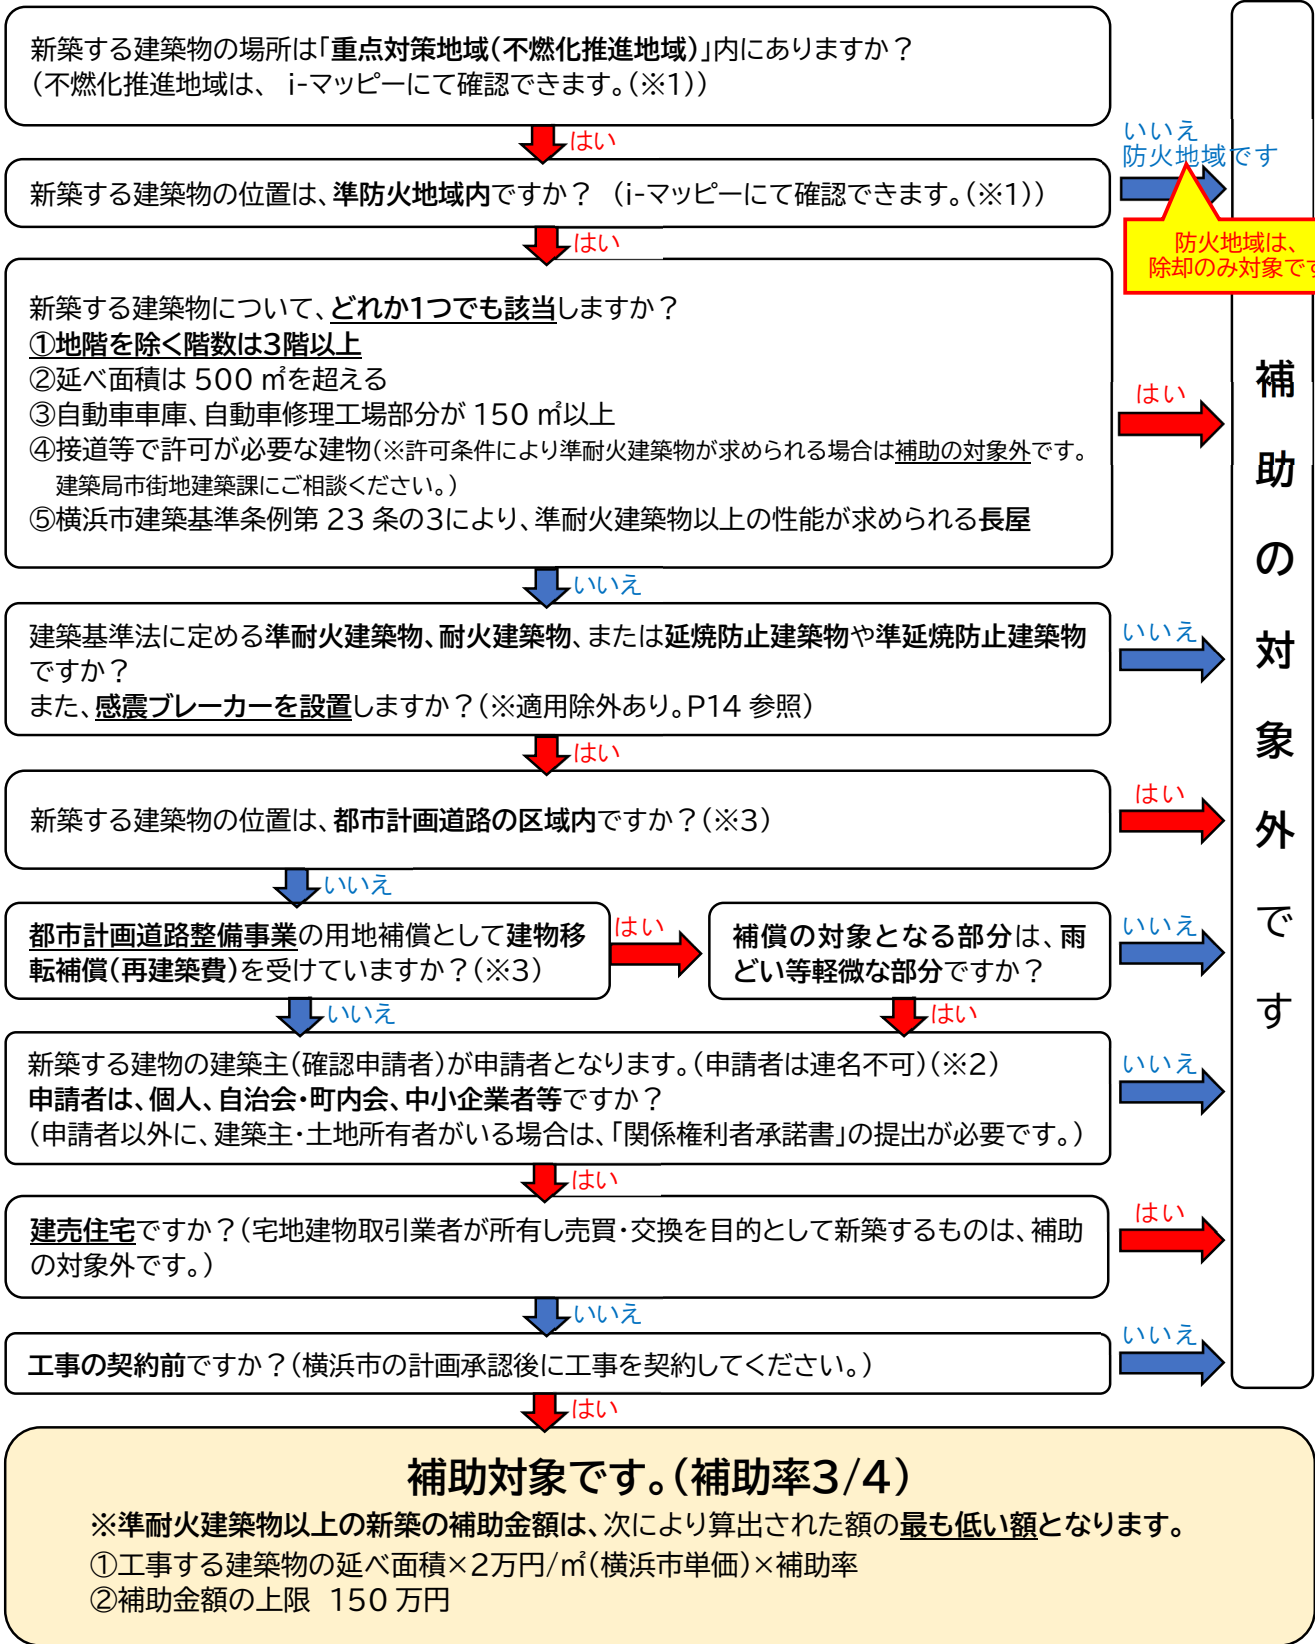 新築する建築物の場所は「重点対策地域(不燃化推進地域)」内にありますか？
(不燃化推進地域は、 i-マッピーにて確認できます。(※1))
はい
いいえ
防火地域です
新築する建築物の位置は、準防火地域内ですか？ (i-マッピーにて確認できます。(※1))
防火地域は、
除却のみ対象です
はい
新築する建築物について、どれか1つでも該当しますか？
①地階を除く階数は3階以上
②延べ面積は 500 ㎡を超える
③自動車車庫、自動車修理工場部分が 150 ㎡以上
④接道等で許可が必要な建物(※許可条件により準耐火建築物が求められる場合は補助の対象外です。
建築局市街地建築課にご相談ください。)
⑤横浜市建築基準条例第 23 条の3により、準耐火建築物以上の性能が求められる長屋
はい
いいえ
建築基準法に定める準耐火建築物、耐火建築物、または延焼防止建築物や準延焼防止建築物
ですか？
また、感震ブレーカーを設置しますか？(※適用除外あり。P14 参照)
いいえ
はい
新築する建築物の位置は、都市計画道路の区域内ですか？(※3)
はい
いいえ
都市計画道路整備事業の用地補償として建物移
転補償(再建築費)を受けていますか？(※3)
はい
補償の対象となる部分は、雨
どい等軽微な部分ですか？
いいえ
いいえ
はい
新築する建物の建築主(確認申請者)が申請者となります。(申請者は連名不可)(※2)
申請者は、個人、自治会・町内会、中小企業者等ですか？
(申請者以外に、建築主・土地所有者がいる場合は、「関係権利者承諾書」の提出が必要です。)
いいえ
はい
建売住宅ですか？(宅地建物取引業者が所有し売買・交換を目的として新築するものは、補助
の対象外です。)
はい
いいえ
工事の契約前ですか？(横浜市の計画承認後に工事を契約してください。)
いいえ
はい
補助の対象外です
補助対象です。(補助率3/4)
※準耐火建築物以上の新築の補助金額は、次により算出された額の最も低い額となります。
①工事する建築物の延べ面積×2万円/㎡(横浜市単価)×補助率
②補助金額の上限 150 万円